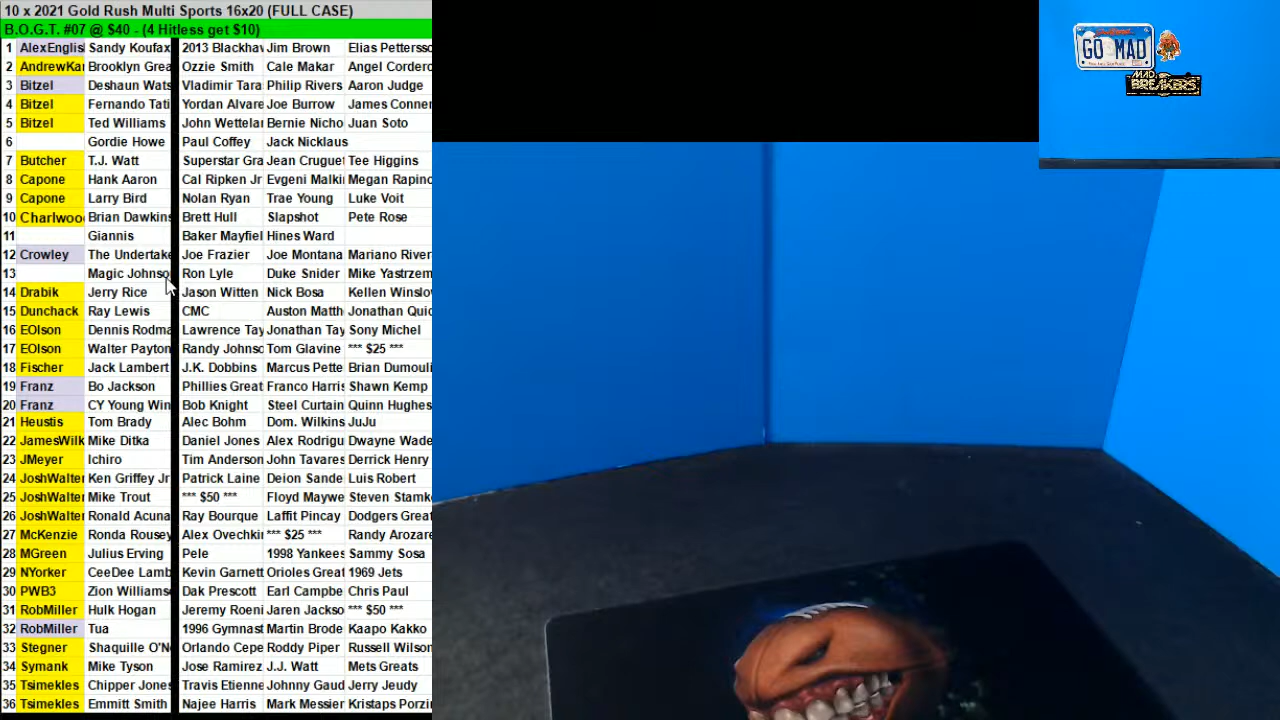 10 x 2021 Gold Rush Multi Sports 16x20 (FULL CASE)
B.O.G.T. #07 @ $40 - (4 Hitless get $10)
1 AlexEnglis Sandy Koufax 2013 Blackhav Jim Brown Elias Petterssc
2 AndrewKar Brooklyn Grea Ozzie Smith Cale Makar Angel Cordero
3 Bitzel Deshaun Wats Vladimir Tara Philip Rivers Aaron Judge
4 Bitzel Fernando Tati Yordan Alvare Joe Burrow James Conner
5 Bitzel Ted Williams John Wettelar Bernie Nicho Juan Soto
6 Gordie Howe Paul Coffey Jack Nicklaus
7 Butcher T.J. Watt Superstar Gra Jean Cruguet Tee Higgins
8 Capone Hank Aaron Cal Ripken Jr Evgeni Malki Megan Rapino
9 Capone Larry Bird Nolan Ryan Trae Young Luke Voit
10 Charlwood Brian Dawkins Brett Hull Slapshot Pete Rose
11 Giannis Baker Mayfiel Hines Ward
12 Crowley The Undertake Joe Frazier Joe Montana Mariano River
13 Magic Johnso Ron Lyle Duke Snider Mike Yastrzem
14 Drabik Jerry Rice Jason Witten Nick Bosa Kellen Winslo
15 Dunchack Ray Lewis CMC Auston Matth Jonathan Quic
16 EOlson Dennis Rodma Lawrence Tay Jonathan Tay Sony Michel
17 EOlson Walter Payton Randy Johnso Tom Glavine *** $25 ***
18 Fischer Jack Lambert J.K. Dobbins Marcus Pette Brian Dumouli
19 Franz Bo Jackson Phillies Great Franco Harris Shawn Kemp
20 Franz CY Young Win Bob Knight Steel Curtain Quinn Hughes
21 Heustis Tom Brady Alec Bohm Dom. Wilkins JuJu
22 JamesWilk Mike Ditka Daniel Jones Alex Rodrigu Dwayne Wade
23 JMeyer Ichiro Tim Anderson John Tavares Derrick Henry
24 JoshWalter Ken Griffey Jr Patrick Laine Deion Sande Luis Robert
25 JoshWalter Mike Trout *** $50 *** Floyd Maywe Steven Stamk
26 JoshWalter Ronald Acuna Ray Bourque Laffit Pincay Dodgers Great
27 McKenzie Ronda Rousey Alex Ovechkin *** $25 *** Randy Arozare
28 MGreen Julius Erving Pele 1998 Yankees Sammy Sosa
29 NYorker CeeDee Lamb Kevin Garnett Orioles Great 1969 Jets
30 PWB3 Zion Williams Dak Prescott Earl Campbe Chris Paul
31 RobMiller Hulk Hogan Jeremy Roeni Jaren Jackso *** $50 ***
32 RobMiller Tua 1996 Gymnast Martin Brode Kaapo Kakko
33 Stegner Shaquille O'N Orlando Cepe Roddy Piper Russell Wilson
34 Symank Mike Tyson Jose Ramirez J.J. Watt Mets Greats
35 Tsimekles Chipper Jones Travis Etienne Johnny Gaud Jerry Jeudy
36 Tsimekles Emmitt Smith Najee Harris Mark Messier Kristaps Porzi
GO MAD
MAD
BREAKERS